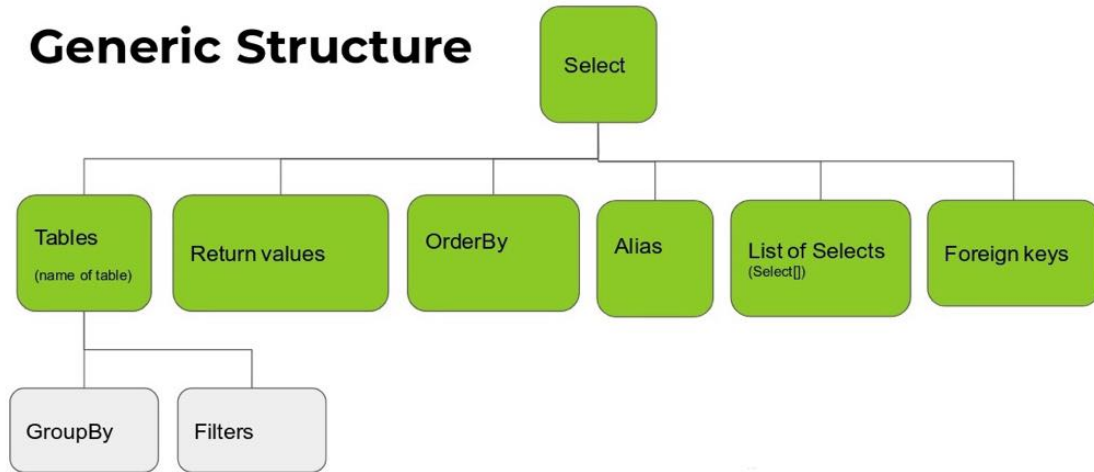 Generic Structure
Select
Tables
(name of table)
Return values
OrderBy
Alias
List of Selects
(Select[])
Foreign keys
GroupBy
Filters